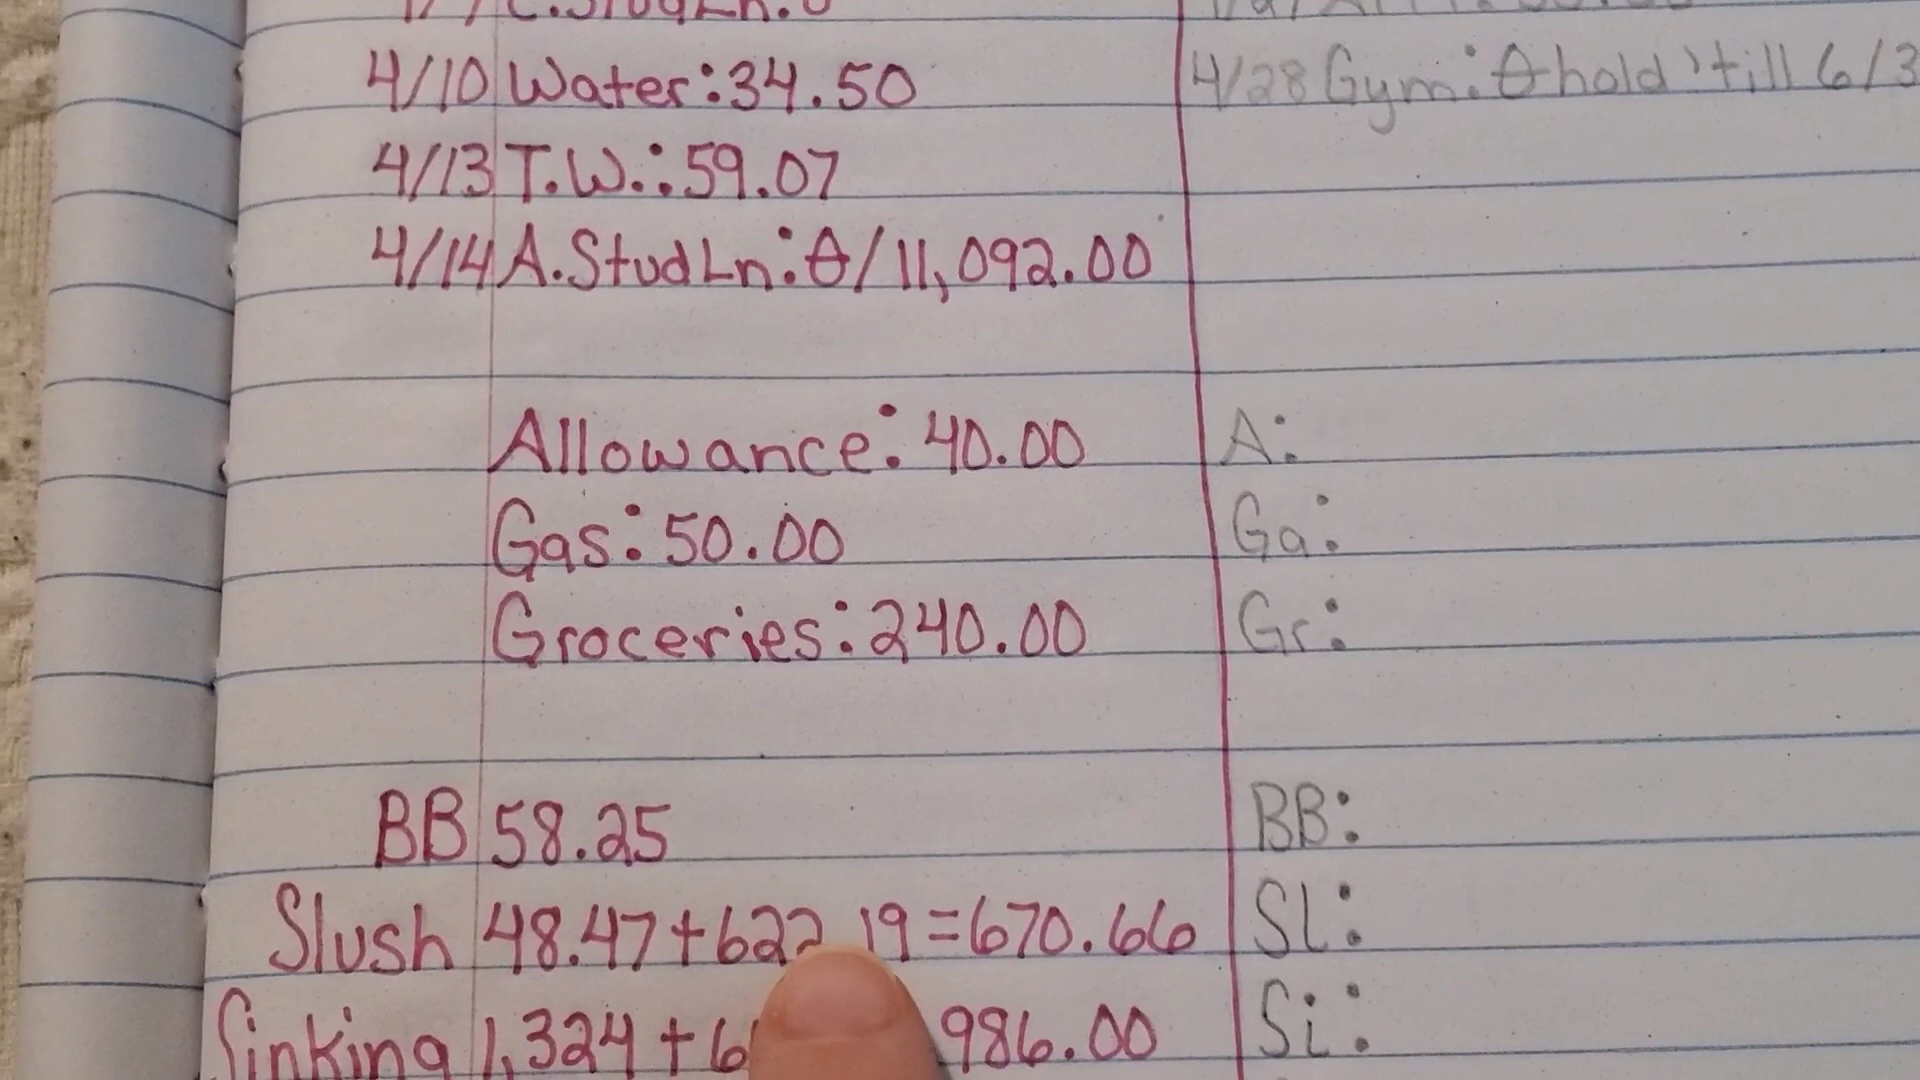 4/10 Water: 34.50
4/28 Gym: θ hold 'till 6/3
4/13 T.W.: 59.07
4/14 A.StudLn: θ/11,092.00
Allowance: 40.00
A:
Gas: 50.00
Ga:
Groceries: 240.00
Gr:
BB 58.25
BB:
Slush 48.47+622 19=670.66
Sl:
Sinking 1,324+6 986.00
Si: